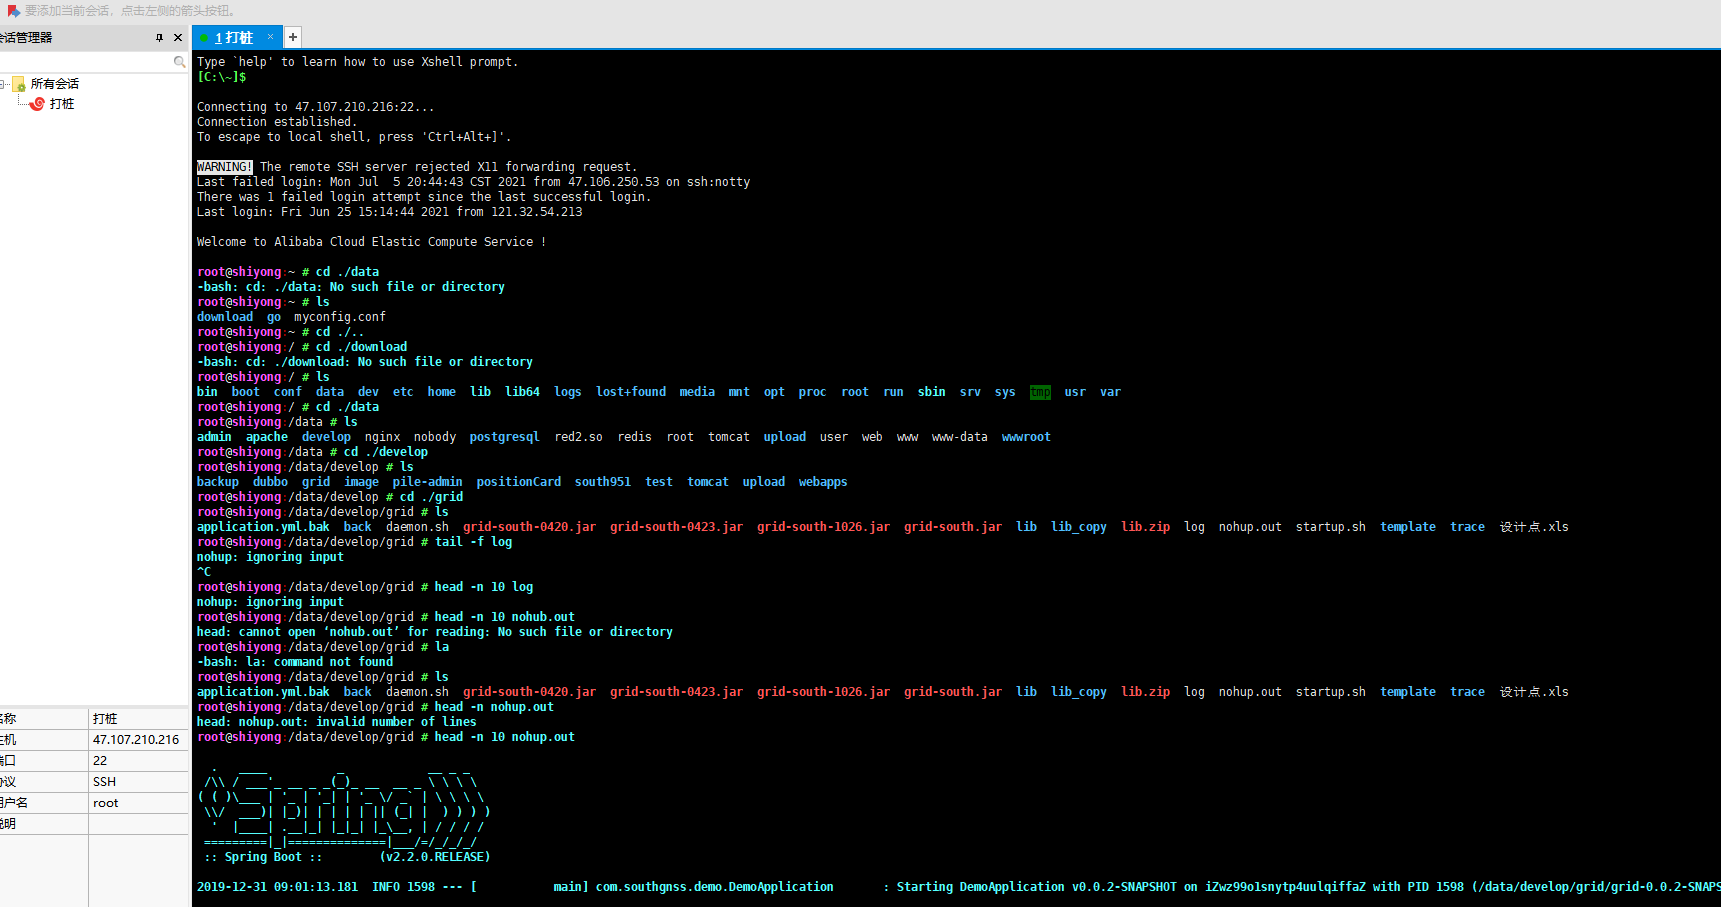 要添加当前会话，点击左侧的箭头按钮。
会话管理器
1 打桩
所有会话
打桩
Type `help' to learn how to use Xshell prompt.
[C:\~]$
Connecting to 47.107.210.216:22...
Connection established.
To escape to local shell, press 'Ctrl+Alt+]'.
WARNING! The remote SSH server rejected X11 forwarding request.
Last failed login: Mon Jul  5 20:44:43 CST 2021 from 47.106.250.53 on ssh:notty
There was 1 failed login attempt since the last successful login.
Last login: Fri Jun 25 15:14:44 2021 from 121.32.54.213
Welcome to Alibaba Cloud Elastic Compute Service !
root@shiyong:~ # cd ./data
-bash: cd: ./data: No such file or directory
root@shiyong:~ # ls
download  go  myconfig.conf
root@shiyong:~ # cd ./..
root@shiyong:/ # cd ./download
-bash: cd: ./download: No such file or directory
root@shiyong:/ # ls
bin  boot  conf  data  dev  etc  home  lib  lib64  logs  lost+found  media  mnt  opt  proc  root  run  sbin  srv  sys  tmp  usr  var
root@shiyong:/ # cd ./data
root@shiyong:/data # ls
admin  apache  develop  nginx  nobody  postgresql  red2.so  redis  root  tomcat  upload  user  web  www  www-data  wwwroot
root@shiyong:/data # cd ./develop
root@shiyong:/data/develop # ls
backup  dubbo  grid  image  pile-admin  positionCard  south951  test  tomcat  upload  webapps
root@shiyong:/data/develop # cd ./grid
root@shiyong:/data/develop/grid # ls
application.yml.bak  back  daemon.sh  grid-south-0420.jar  grid-south-0423.jar  grid-south-1026.jar  grid-south.jar  lib  lib_copy  lib.zip  log  nohup.out  startup.sh  template  trace  设计点.xls
root@shiyong:/data/develop/grid # tail -f log
nohup: ignoring input
^C
root@shiyong:/data/develop/grid # head -n 10 log
nohup: ignoring input
root@shiyong:/data/develop/grid # head -n 10 nohub.out
head: cannot open ‘nohub.out’ for reading: No such file or directory
root@shiyong:/data/develop/grid # la
-bash: la: command not found
root@shiyong:/data/develop/grid # ls
application.yml.bak  back  daemon.sh  grid-south-0420.jar  grid-south-0423.jar  grid-south-1026.jar  grid-south.jar  lib  lib_copy  lib.zip  log  nohup.out  startup.sh  template  trace  设计点.xls
root@shiyong:/data/develop/grid # head -n nohup.out
head: nohup.out: invalid number of lines
root@shiyong:/data/develop/grid # head -n 10 nohup.out
:: Spring Boot ::        (v2.2.0.RELEASE)
2019-12-31 09:01:13.181  INFO 1598 --- [           main] com.southgnss.demo.DemoApplication       : Starting DemoApplication v0.0.2-SNAPSHOT on iZwz99o1snytp4uulqiffaZ with PID 1598 (/data/develop/grid/grid-0.0.2-SNAPS
名称 打桩
主机 47.107.210.216
端口 22
协议 SSH
用户名 root
说明